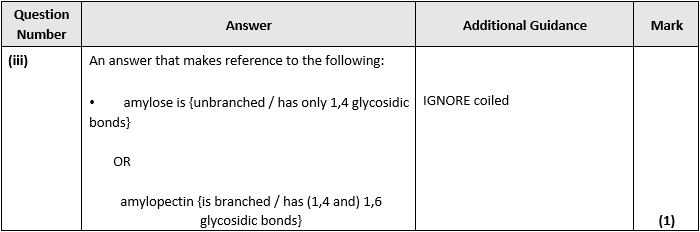 Question Number
Answer
Additional Guidance
Mark
(iii)
An answer that makes reference to the following:
• amylose is {unbranched / has only 1,4 glycosidic
bonds}
IGNORE coiled
OR
amylopectin {is branched / has (1,4 and) 1,6
glycosidic bonds}
(1)